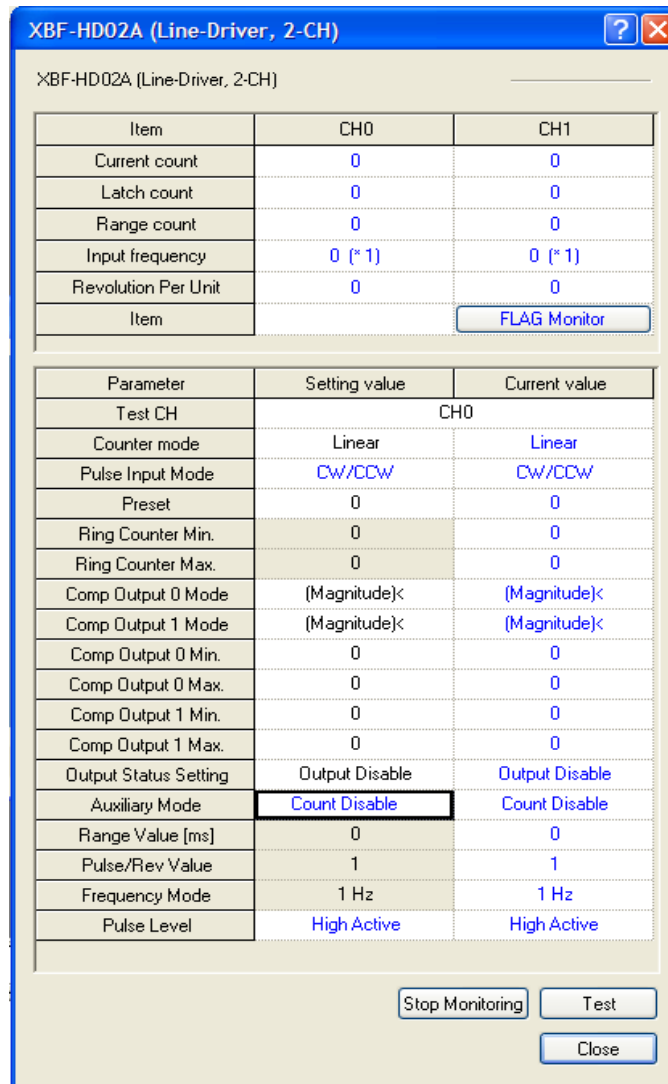 XBF-HD02A (Line-Driver, 2-CH)
XBF-HD02A (Line-Driver, 2-CH)
Item CH0 CH1
Current count 0 0
Latch count 0 0
Range count 0 0
Input frequency 0 (* 1) 0 (* 1)
Revolution Per Unit 0 0
Item FLAG Monitor
Parameter Setting value Current value
Test CH CH0
Counter mode Linear Linear
Pulse Input Mode CW/CCW CW/CCW
Preset 0 0
Ring Counter Min. 0 0
Ring Counter Max. 0 0
Comp Output 0 Mode (Magnitude)< (Magnitude)<
Comp Output 1 Mode (Magnitude)< (Magnitude)<
Comp Output 0 Min. 0 0
Comp Output 0 Max. 0 0
Comp Output 1 Min. 0 0
Comp Output 1 Max. 0 0
Output Status Setting Output Disable Output Disable
Auxiliary Mode Count Disable Count Disable
Range Value [ms] 0 0
Pulse/Rev Value 1 1
Frequency Mode 1 Hz 1 Hz
Pulse Level High Active High Active
Stop Monitoring Test
Close